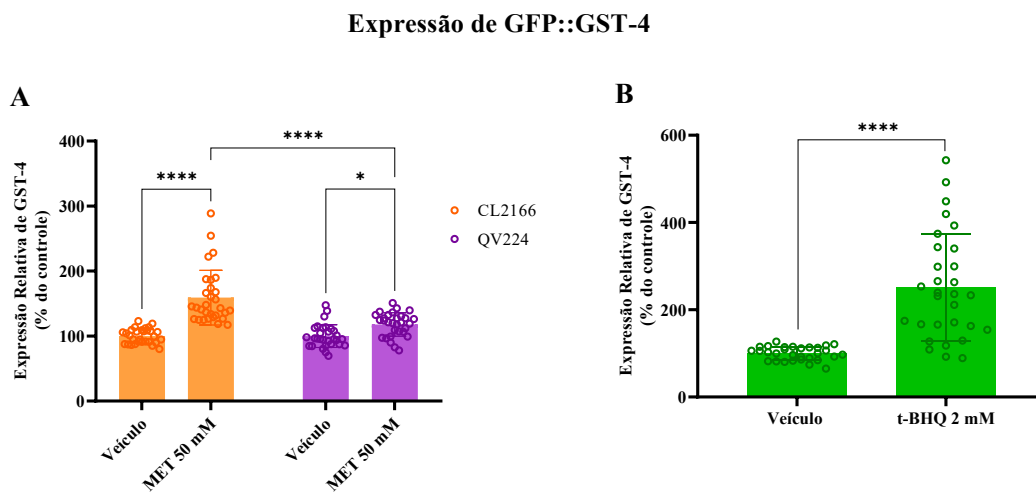 Expressão de GFP::GST-4
A
Expressão Relativa de GST-4
(% do controle)
400
300
200
100
0
****
****
*
Veículo
MET 50 mM
Veículo
MET 50 mM
CL2166
QV224
B
Expressão Relativa de GST-4
(% do controle)
600
400
200
0
****
Veículo
t-BHQ 2 mM